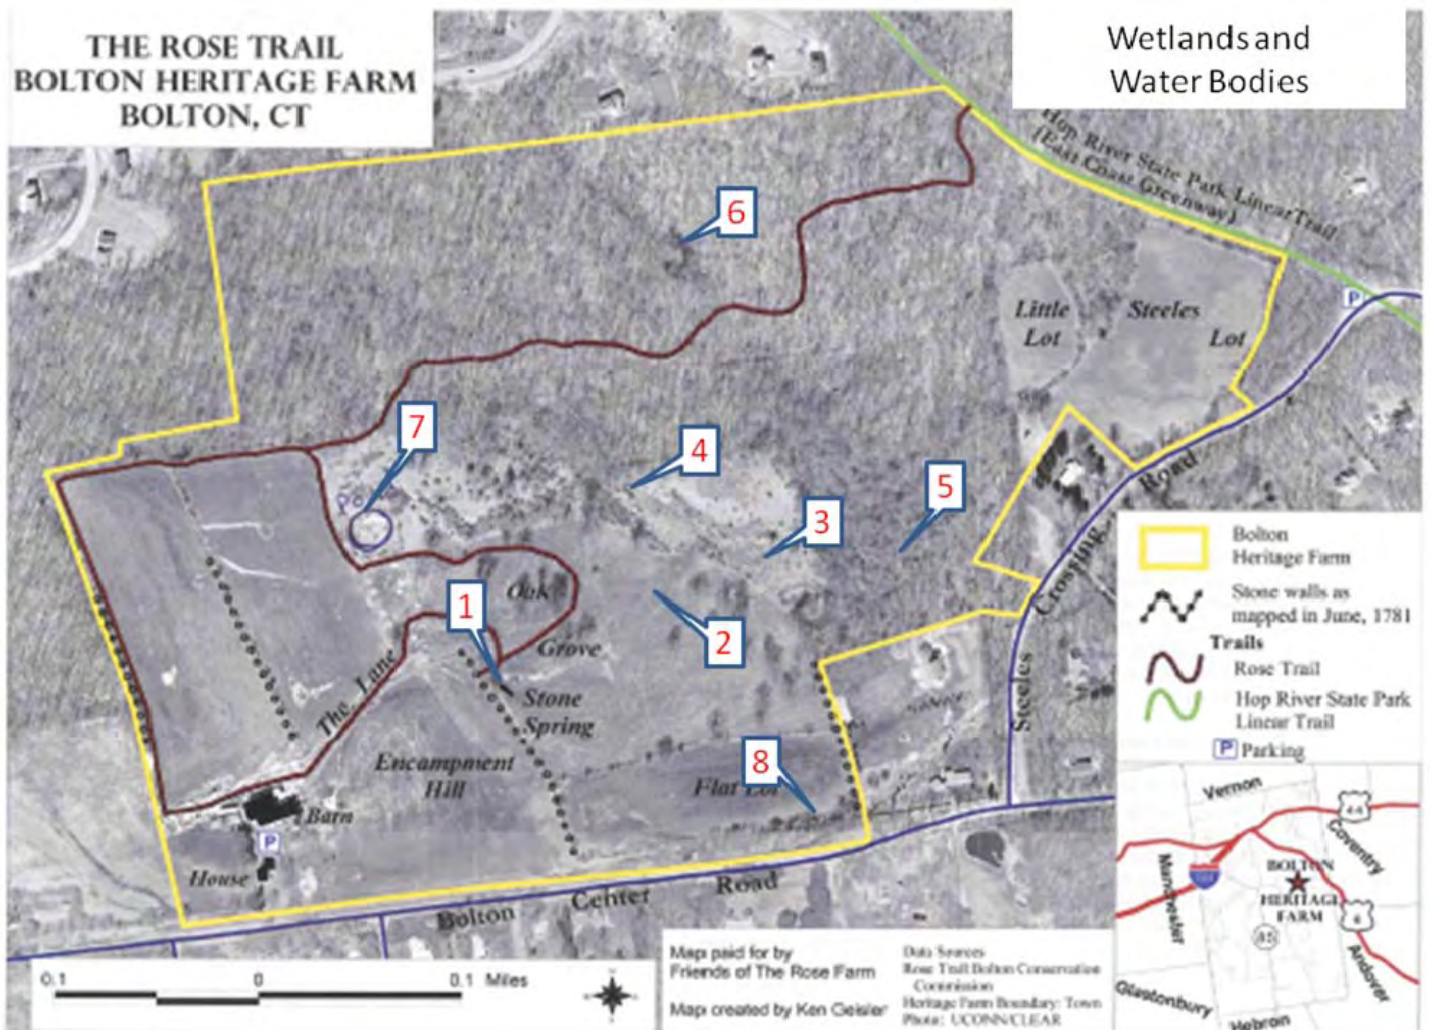 THE ROSE TRAIL
BOLTON HERITAGE FARM
BOLTON, CT
Wetlands and
Water Bodies
Hop River State Park Linear Trail
(East Coast Greenway)
6
Little
Lot
Steeles
Lot
P
7
4
5
3
Road
Crossing
Steeles
1
Oak
Grove
2
Stone
Spring
The Lane
Encampment
Hill
8
Flat Lot
Barn
P
House
Bolton Center Road
Bolton
Heritage Farm
Stone walls as
mapped in June, 1781
Trails
Rose Trail
Hop River State Park
Linear Trail
P Parking
Vernon
44
Coventry
Manchester
BOLTON
HERITAGE
FARM
6
85
Andover
Glastonbury
Hebron
0.1 0 0.1 Miles
Map paid for by
Friends of The Rose Farm
Map created by Ken Geisler
Data Sources
Rose Trail Bolton Conservation
Commission
Heritage Farm Boundary: Town
Photo: UCONN/CLEAR